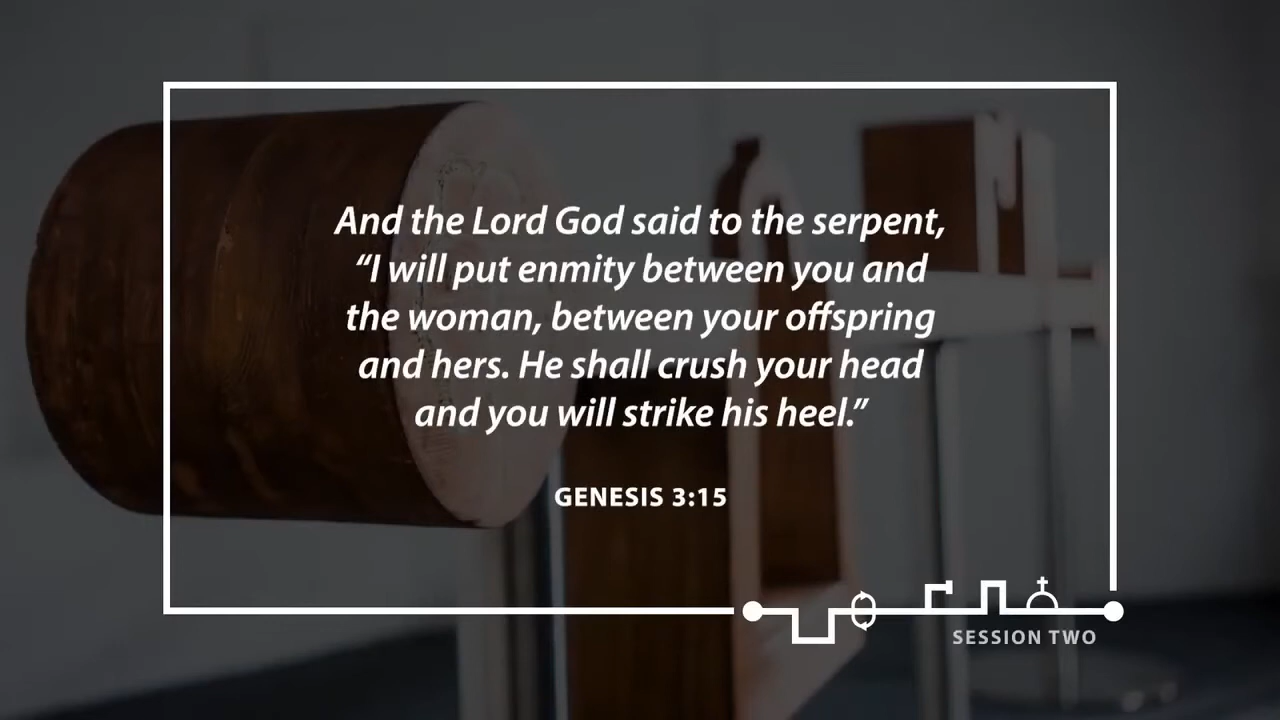 And the Lord God said to the serpent,
“I will put enmity between you and
the woman, between your offspring
and hers. He shall crush your head
and you will strike his heel.”
GENESIS 3:15
SESSION TWO